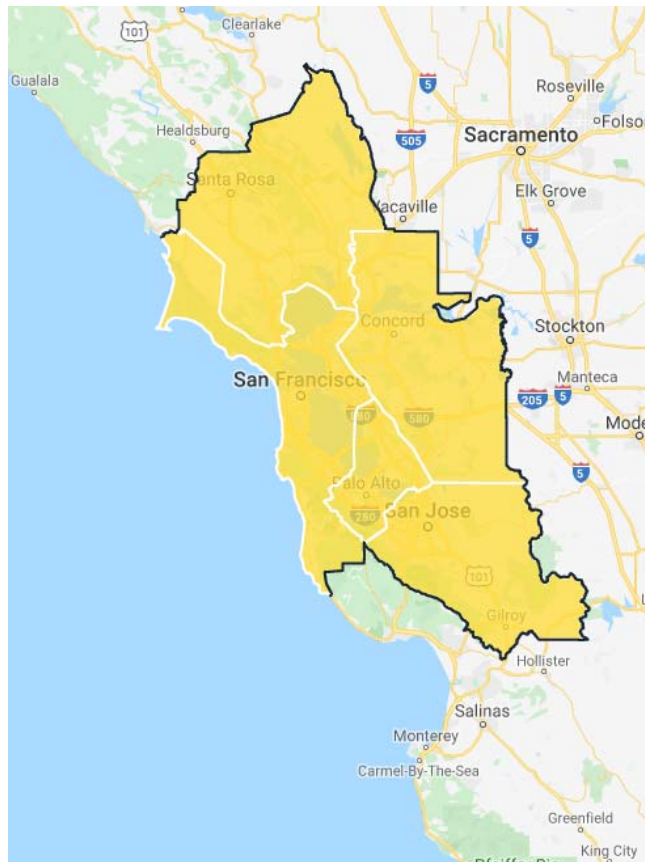 Clearlake
101
Gualala
5
Roseville
Healdsburg
Folsom
505
Sacramento
Santa Rosa
Elk Grove
Vacaville
5
Concord
Stockton
San Francisco
Manteca
205
5
680
580
Mode
5
Palo Alto
280
San Jose
101
L
Gilroy
Hollister
Salinas
Monterey
Carmel-By-The-Sea
Greenfield
King City